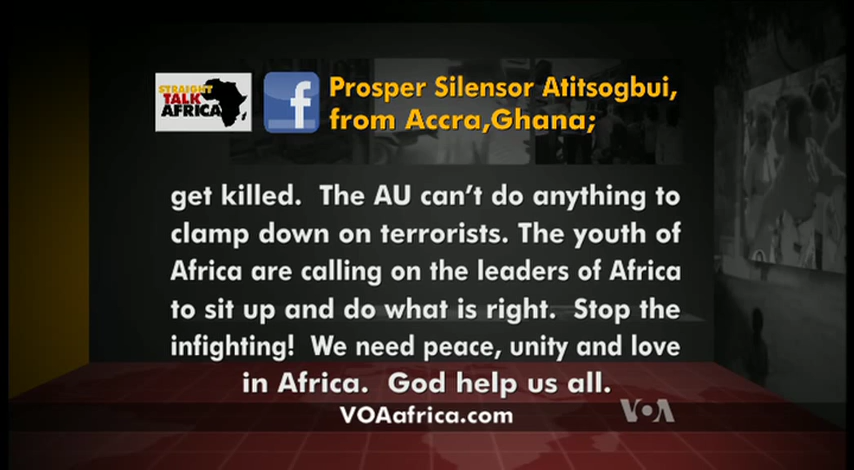 STRAIGHT
TALK
AFRICA
f
Prosper Silensor Atitsogbui,
from Accra,Ghana;
get killed.  The AU can't do anything to
clamp down on terrorists. The youth of
Africa are calling on the leaders of Africa
to sit up and do what is right.  Stop the
infighting!  We need peace, unity and love
in Africa.  God help us all.
VOAafrica.com
VOA